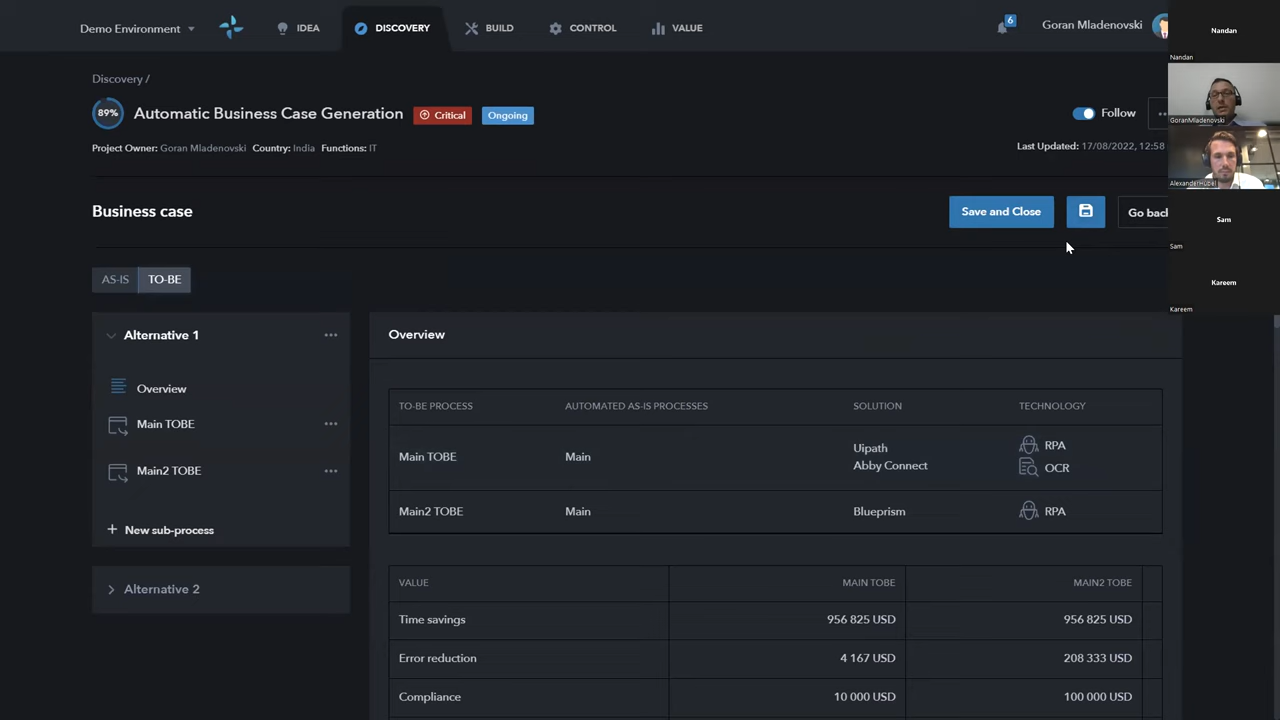 Demo Environment
IDEA
DISCOVERY
BUILD
CONTROL
VALUE
6
Goran Mladenovski
Nandan
Nandan
GoranMladenovski
AlexanderHübel
Sam
Sam
Kareem
Kareem
Discovery /
89%
Automatic Business Case Generation
Critical
Ongoing
Follow
Project Owner: Goran Mladenovski Country: India Functions: IT
Last Updated: 17/08/2022, 12:58
Business case
Save and Close
Go back
AS-IS
TO-BE
Alternative 1
Overview
Main TOBE
Main2 TOBE
+ New sub-process
Alternative 2
Overview
TO-BE PROCESS AUTOMATED AS-IS PROCESSES SOLUTION TECHNOLOGY
Main TOBE Main Uipath RPA
Abby Connect OCR
Main2 TOBE Main Blueprism RPA
VALUE MAIN TOBE MAIN2 TOBE
Time savings 956 825 USD 956 825 USD
Error reduction 4 167 USD 208 333 USD
Compliance 10 000 USD 100 000 USD